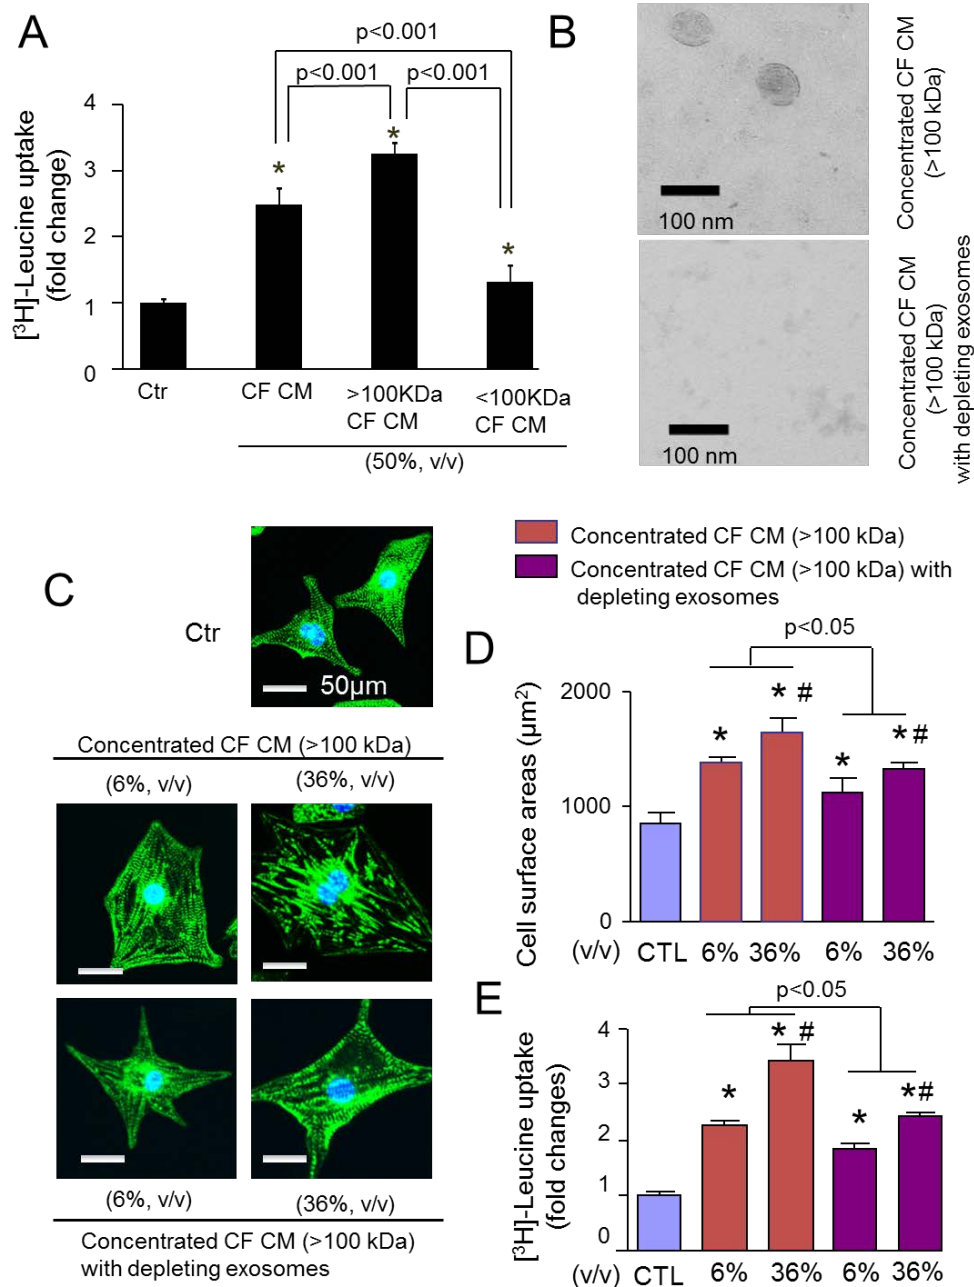 A
p<0.001
p<0.001
p<0.001
[³H]-Leucine uptake
(fold change)
4
3
2
1
0
*
*
*
Ctr
CF CM
>100KDa
CF CM
<100KDa
CF CM
(50%, v/v)
B
100 nm
Concentrated CF CM
(>100 kDa)
100 nm
Concentrated CF CM
(>100 kDa)
with depleting exosomes
C
Ctr
50μm
Concentrated CF CM (>100 kDa)
(6%, v/v)
(36%, v/v)
(6%, v/v)
(36%, v/v)
Concentrated CF CM (>100 kDa)
with depleting exosomes
Concentrated CF CM (>100 kDa)
Concentrated CF CM (>100 kDa) with
depleting exosomes
D
p<0.05
Cell surface areas (μm²)
2000
1000
0
*
* #
*
* #
(v/v) CTL 6% 36% 6% 36%
E
p<0.05
[³H]-Leucine uptake
(fold changes)
4
3
2
1
0
*
* #
*
*#
(v/v) CTL 6% 36% 6% 36%